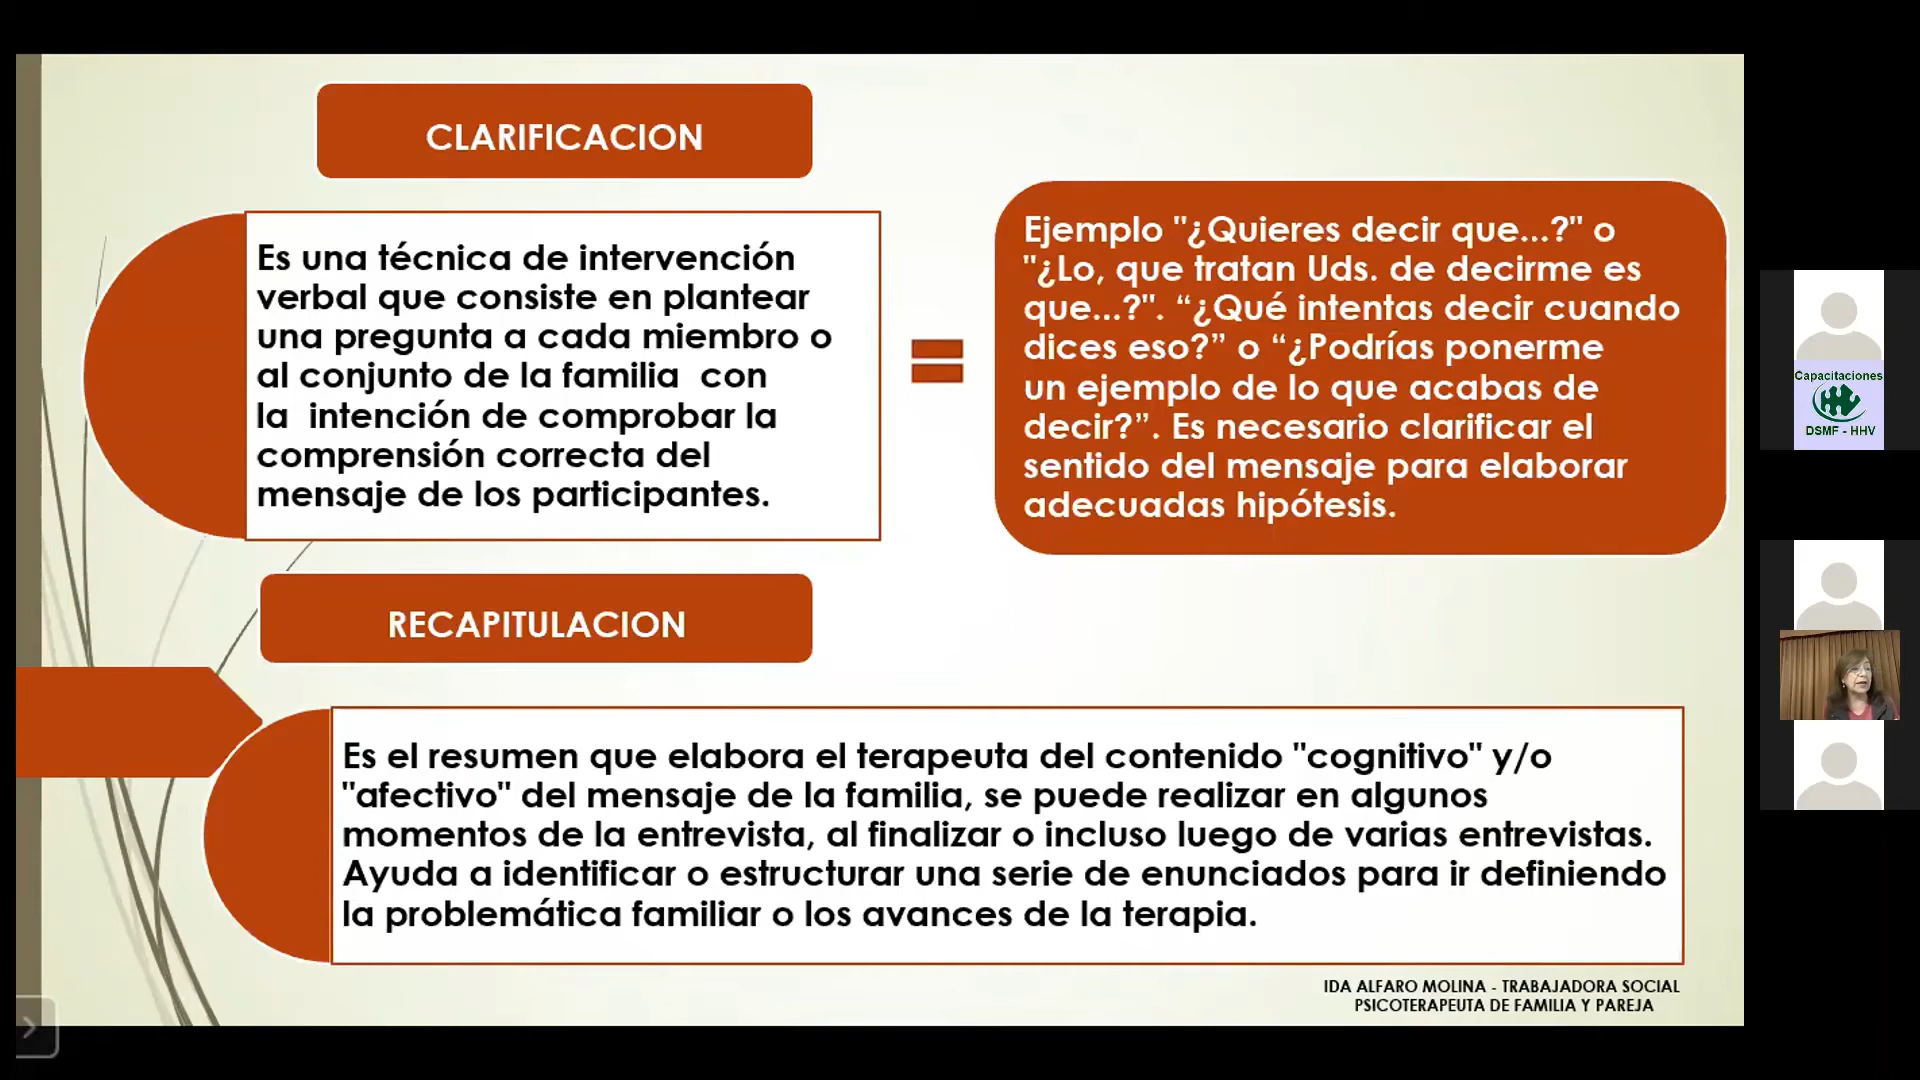 CLARIFICACION
Es una técnica de intervención
verbal que consiste en plantear
una pregunta a cada miembro o
al conjunto de la familia  con
la  intención de comprobar la
comprensión correcta del
mensaje de los participantes.
Ejemplo "¿Quieres decir que...?" o
"¿Lo, que tratan Uds. de decirme es
que...?". “¿Qué intentas decir cuando
dices eso?” o “¿Podrías ponerme
un ejemplo de lo que acabas de
decir?”. Es necesario clarificar el
sentido del mensaje para elaborar
adecuadas hipótesis.
RECAPITULACION
Es el resumen que elabora el terapeuta del contenido "cognitivo" y/o
"afectivo" del mensaje de la familia, se puede realizar en algunos
momentos de la entrevista, al finalizar o incluso luego de varias entrevistas.
Ayuda a identificar o estructurar una serie de enunciados para ir definiendo
la problemática familiar o los avances de la terapia.
IDA ALFARO MOLINA - TRABAJADORA SOCIAL
PSICOTERAPEUTA DE FAMILIA Y PAREJA
Capacitaciones
DSMF - HHV